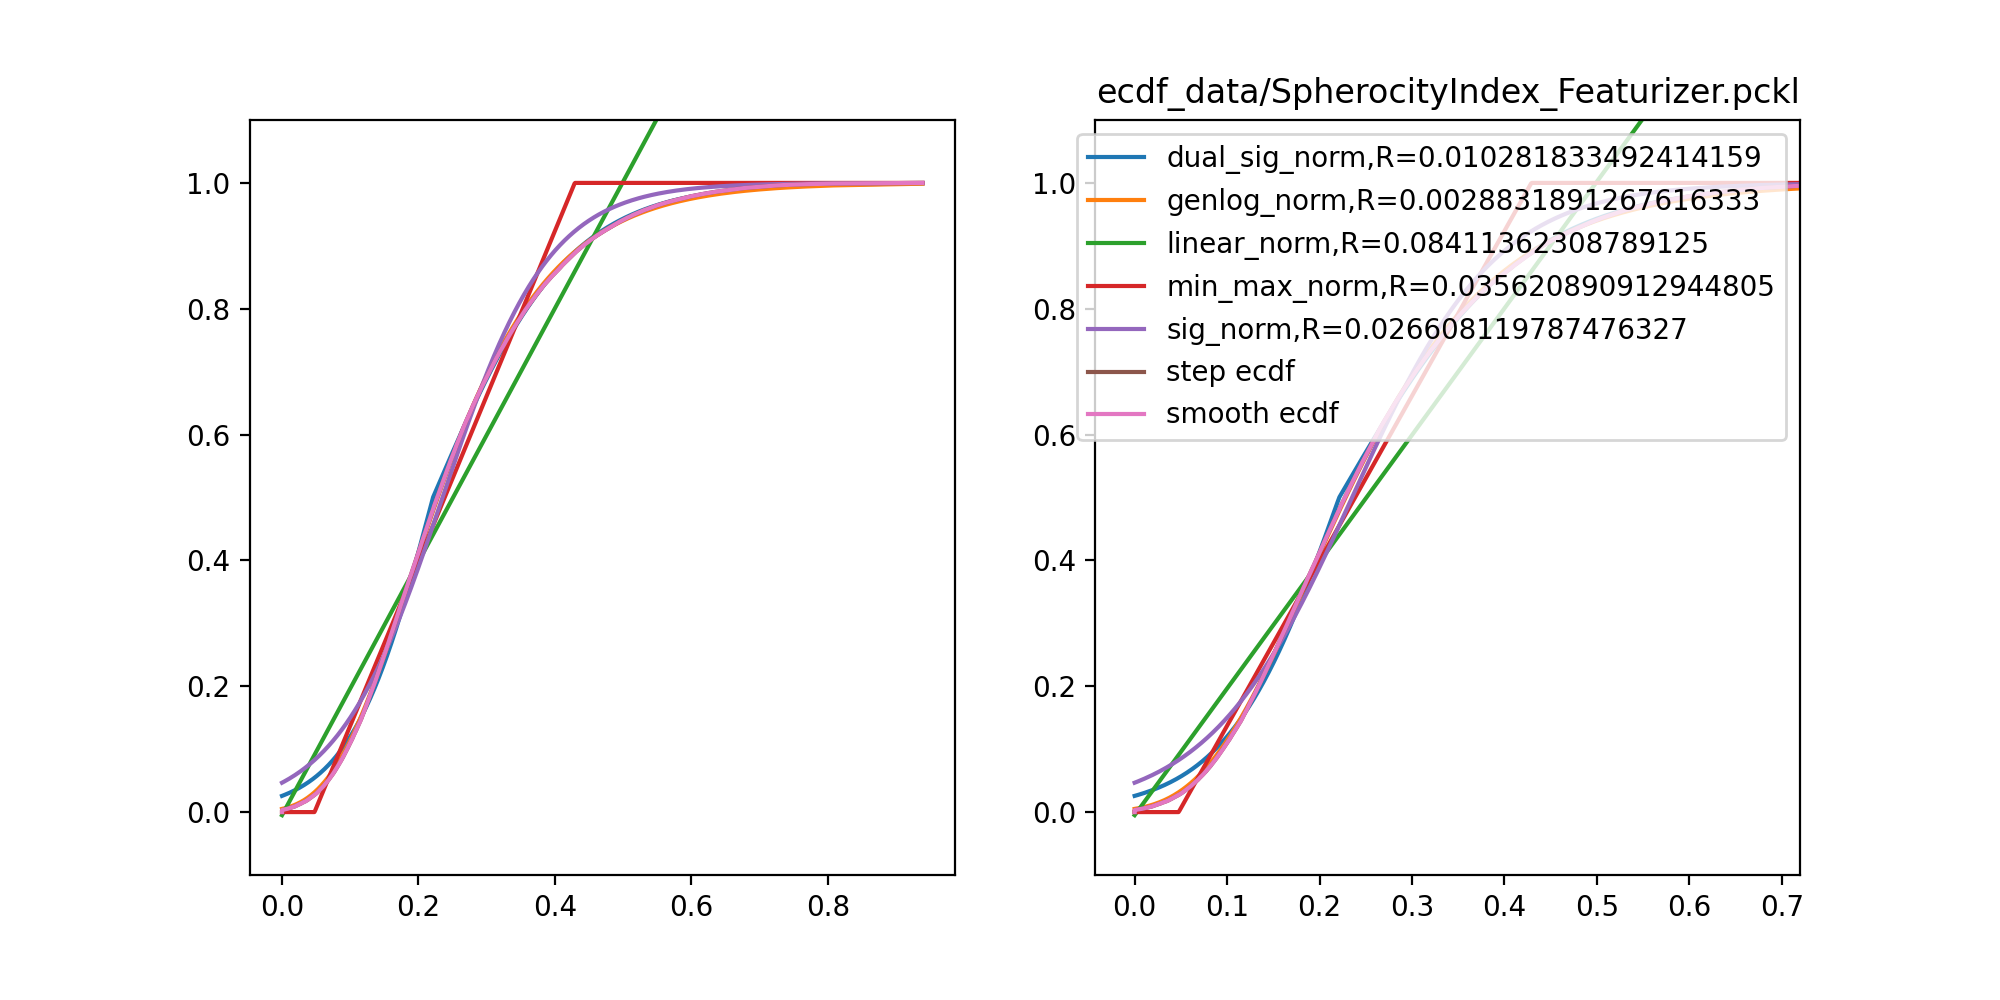 ecdf_data/SpherocityIndex_Featurizer.pckl
1.0
0.8
0.6
0.4
0.2
0.0
0.0 0.2 0.4 0.6 0.8
dual_sig_norm,R=0.010281833492414159
genlog_norm,R=0.0028831891267616333
linear_norm,R=0.08411362308789125
min_max_norm,R=0.035620890912944805
sig_norm,R=0.026608119787476327
step ecdf
smooth ecdf
1.0
0.8
0.6
0.4
0.2
0.0
0.0 0.1 0.2 0.3 0.4 0.5 0.6 0.7